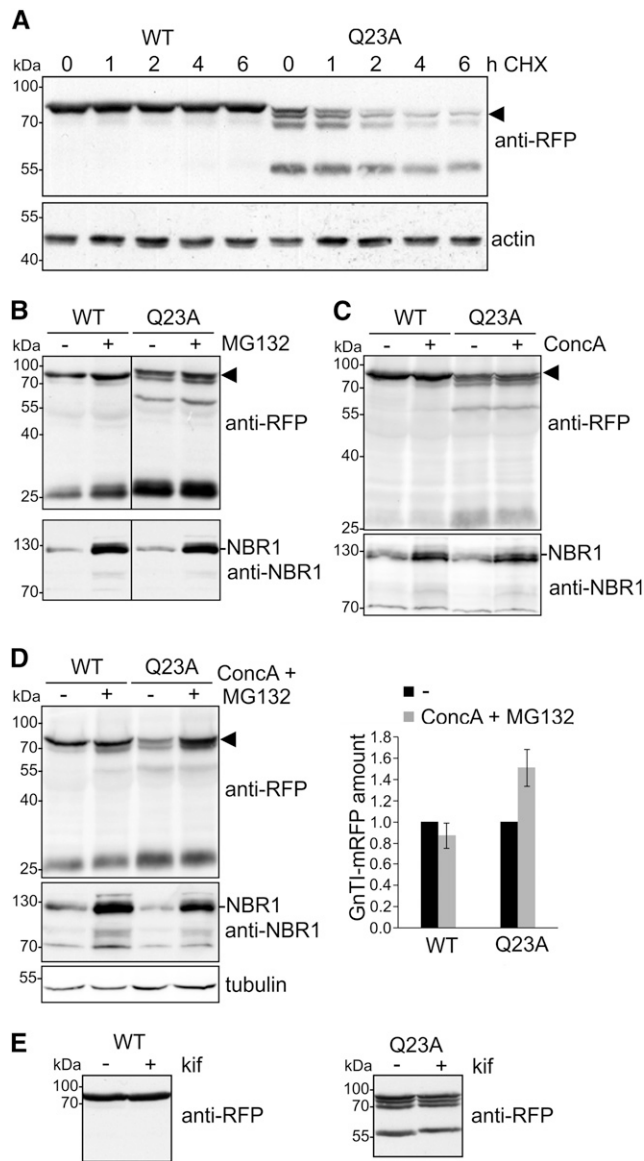 A
WT Q23A
kDa 0 1 2 4 6 0 1 2 4 6 h CHX
100
70
anti-RFP
55
55
actin
40
B
WT Q23A
kDa - + - + MG132
100
70
55
anti-RFP
40
25
130 -NBR1
anti-NBR1
70
C
WT Q23A
kDa - + - + ConcA
100
70
55
anti-RFP
40
25
130 -NBR1
anti-NBR1
70
D
WT Q23A ConcA +
kDa - + - + MG132
100
70
55
anti-RFP
40
25
130 -NBR1
anti-NBR1
70
55 tubulin
-
ConcA + MG132
GnTI-mRFP amount
1.8
1.6
1.4
1.2
1.0
0.8
0.6
0.4
0.2
0.0
WT Q23A
E
WT
kDa - + kif
100
70
anti-RFP
Q23A
kDa - + kif
100
70
anti-RFP
55